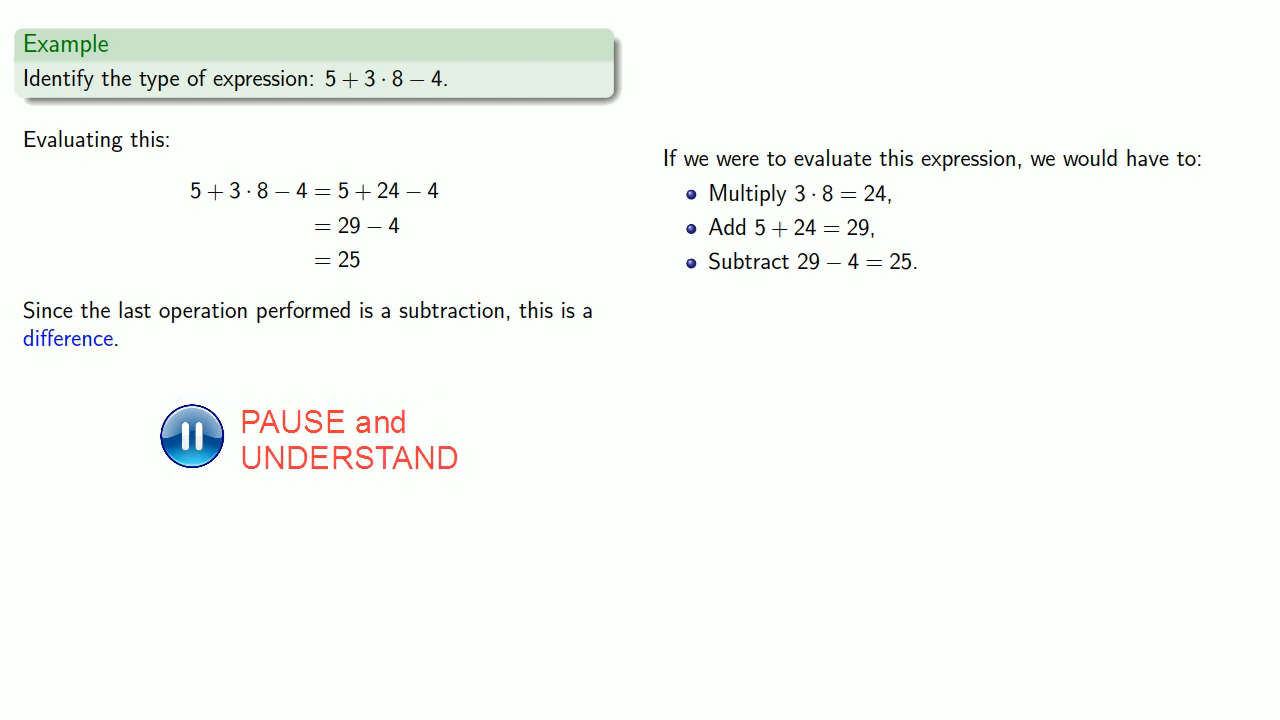 Example
Identify the type of expression: 5 + 3 · 8 − 4.
Evaluating this:
5 + 3 · 8 − 4 = 5 + 24 − 4
= 29 − 4
= 25
Since the last operation performed is a subtraction, this is a
difference.
PAUSE and
UNDERSTAND
If we were to evaluate this expression, we would have to:
Multiply 3 · 8 = 24,
Add 5 + 24 = 29,
Subtract 29 − 4 = 25.